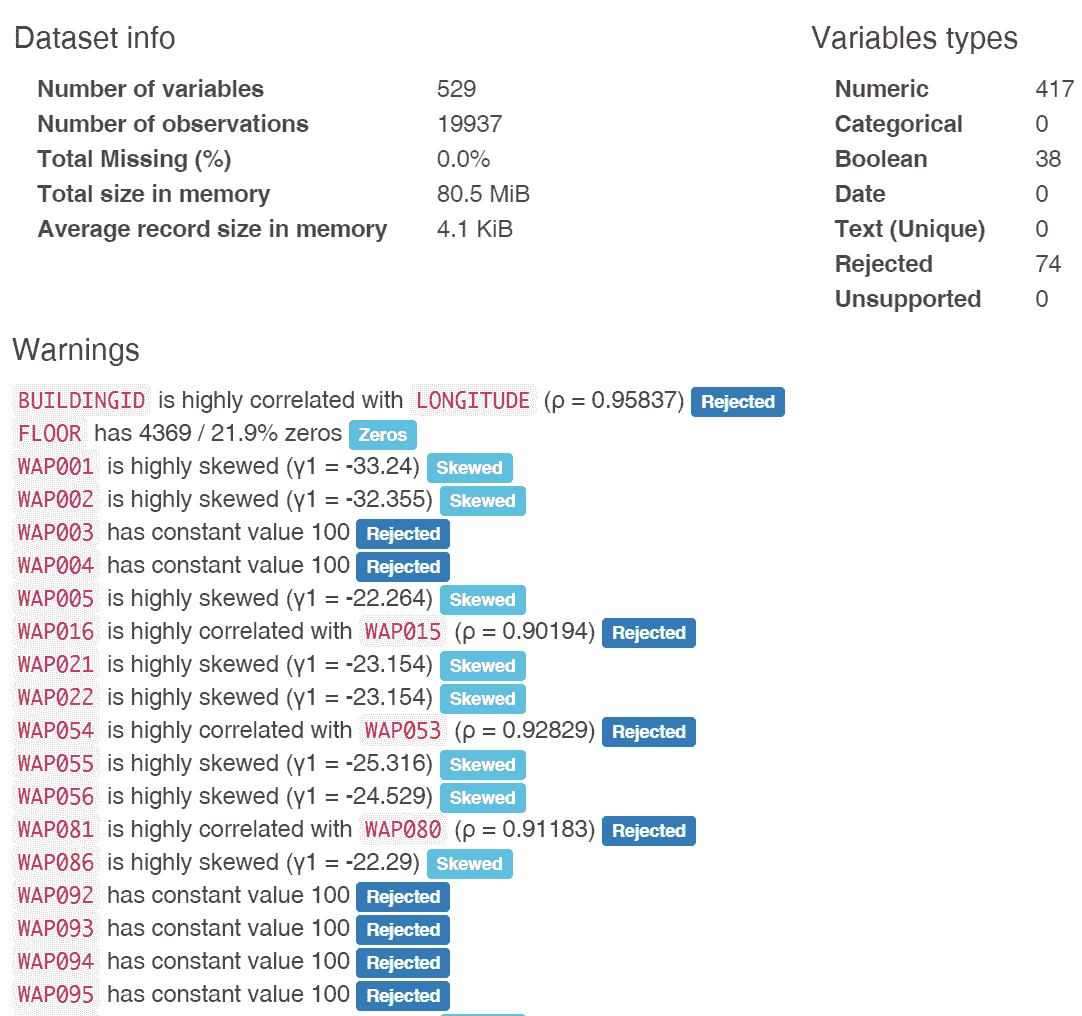 Dataset info
Number of variables 529
Number of observations 19937
Total Missing (%) 0.0%
Total size in memory 80.5 MiB
Average record size in memory 4.1 KiB
Variables types
Numeric 417
Categorical 0
Boolean 38
Date 0
Text (Unique) 0
Rejected 74
Unsupported 0
Warnings
BUILDINGID is highly correlated with LONGITUDE (ρ = 0.95837) Rejected
FLOOR has 4369 / 21.9% zeros Zeros
WAP001 is highly skewed (γ1 = -33.24) Skewed
WAP002 is highly skewed (γ1 = -32.355) Skewed
WAP003 has constant value 100 Rejected
WAP004 has constant value 100 Rejected
WAP005 is highly skewed (γ1 = -22.264) Skewed
WAP016 is highly correlated with WAP015 (ρ = 0.90194) Rejected
WAP021 is highly skewed (γ1 = -23.154) Skewed
WAP022 is highly skewed (γ1 = -23.154) Skewed
WAP054 is highly correlated with WAP053 (ρ = 0.92829) Rejected
WAP055 is highly skewed (γ1 = -25.316) Skewed
WAP056 is highly skewed (γ1 = -24.529) Skewed
WAP081 is highly correlated with WAP080 (ρ = 0.91183) Rejected
WAP086 is highly skewed (γ1 = -22.29) Skewed
WAP092 has constant value 100 Rejected
WAP093 has constant value 100 Rejected
WAP094 has constant value 100 Rejected
WAP095 has constant value 100 Rejected